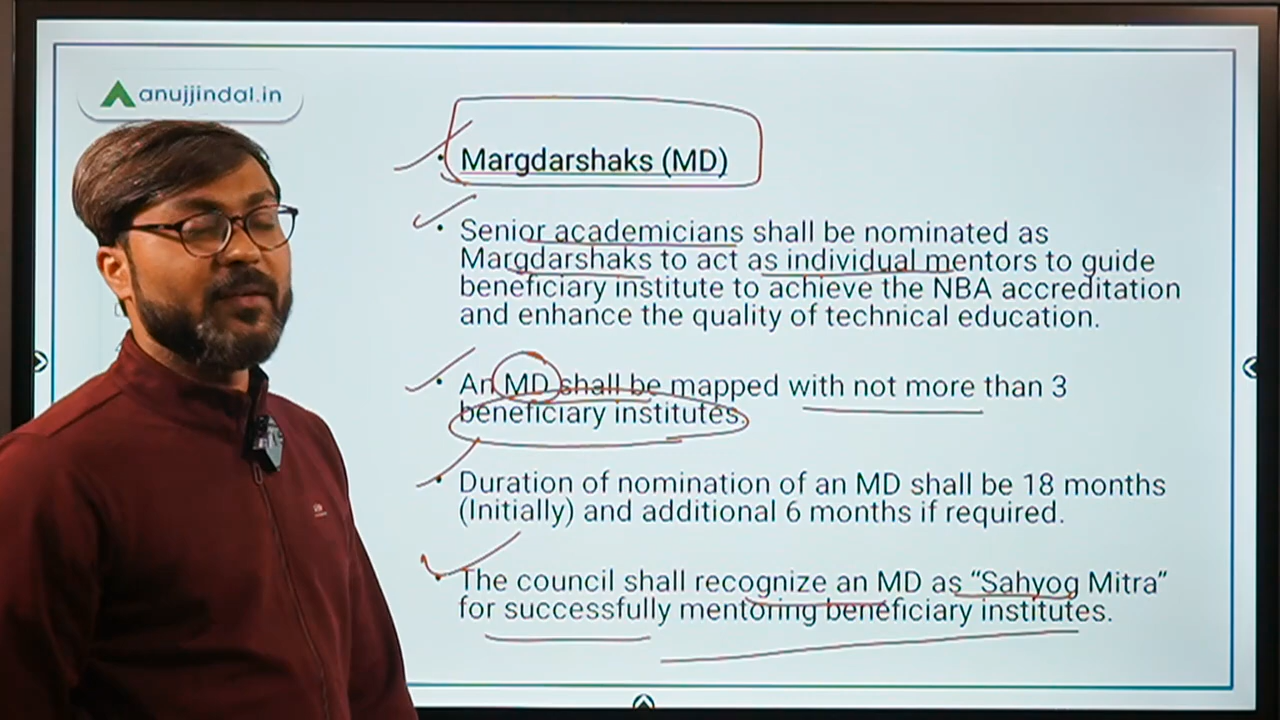 anujjindal.in
• Margdarshaks (MD)
• Senior academicians shall be nominated as
Margdarshaks to act as individual mentors to guide
beneficiary institute to achieve the NBA accreditation
and enhance the quality of technical education.
• An MD shall be mapped with not more than 3
beneficiary institutes.
• Duration of nomination of an MD shall be 18 months
(Initially) and additional 6 months if required.
• The council shall recognize an MD as “Sahyog Mitra”
for successfully mentoring beneficiary institutes.